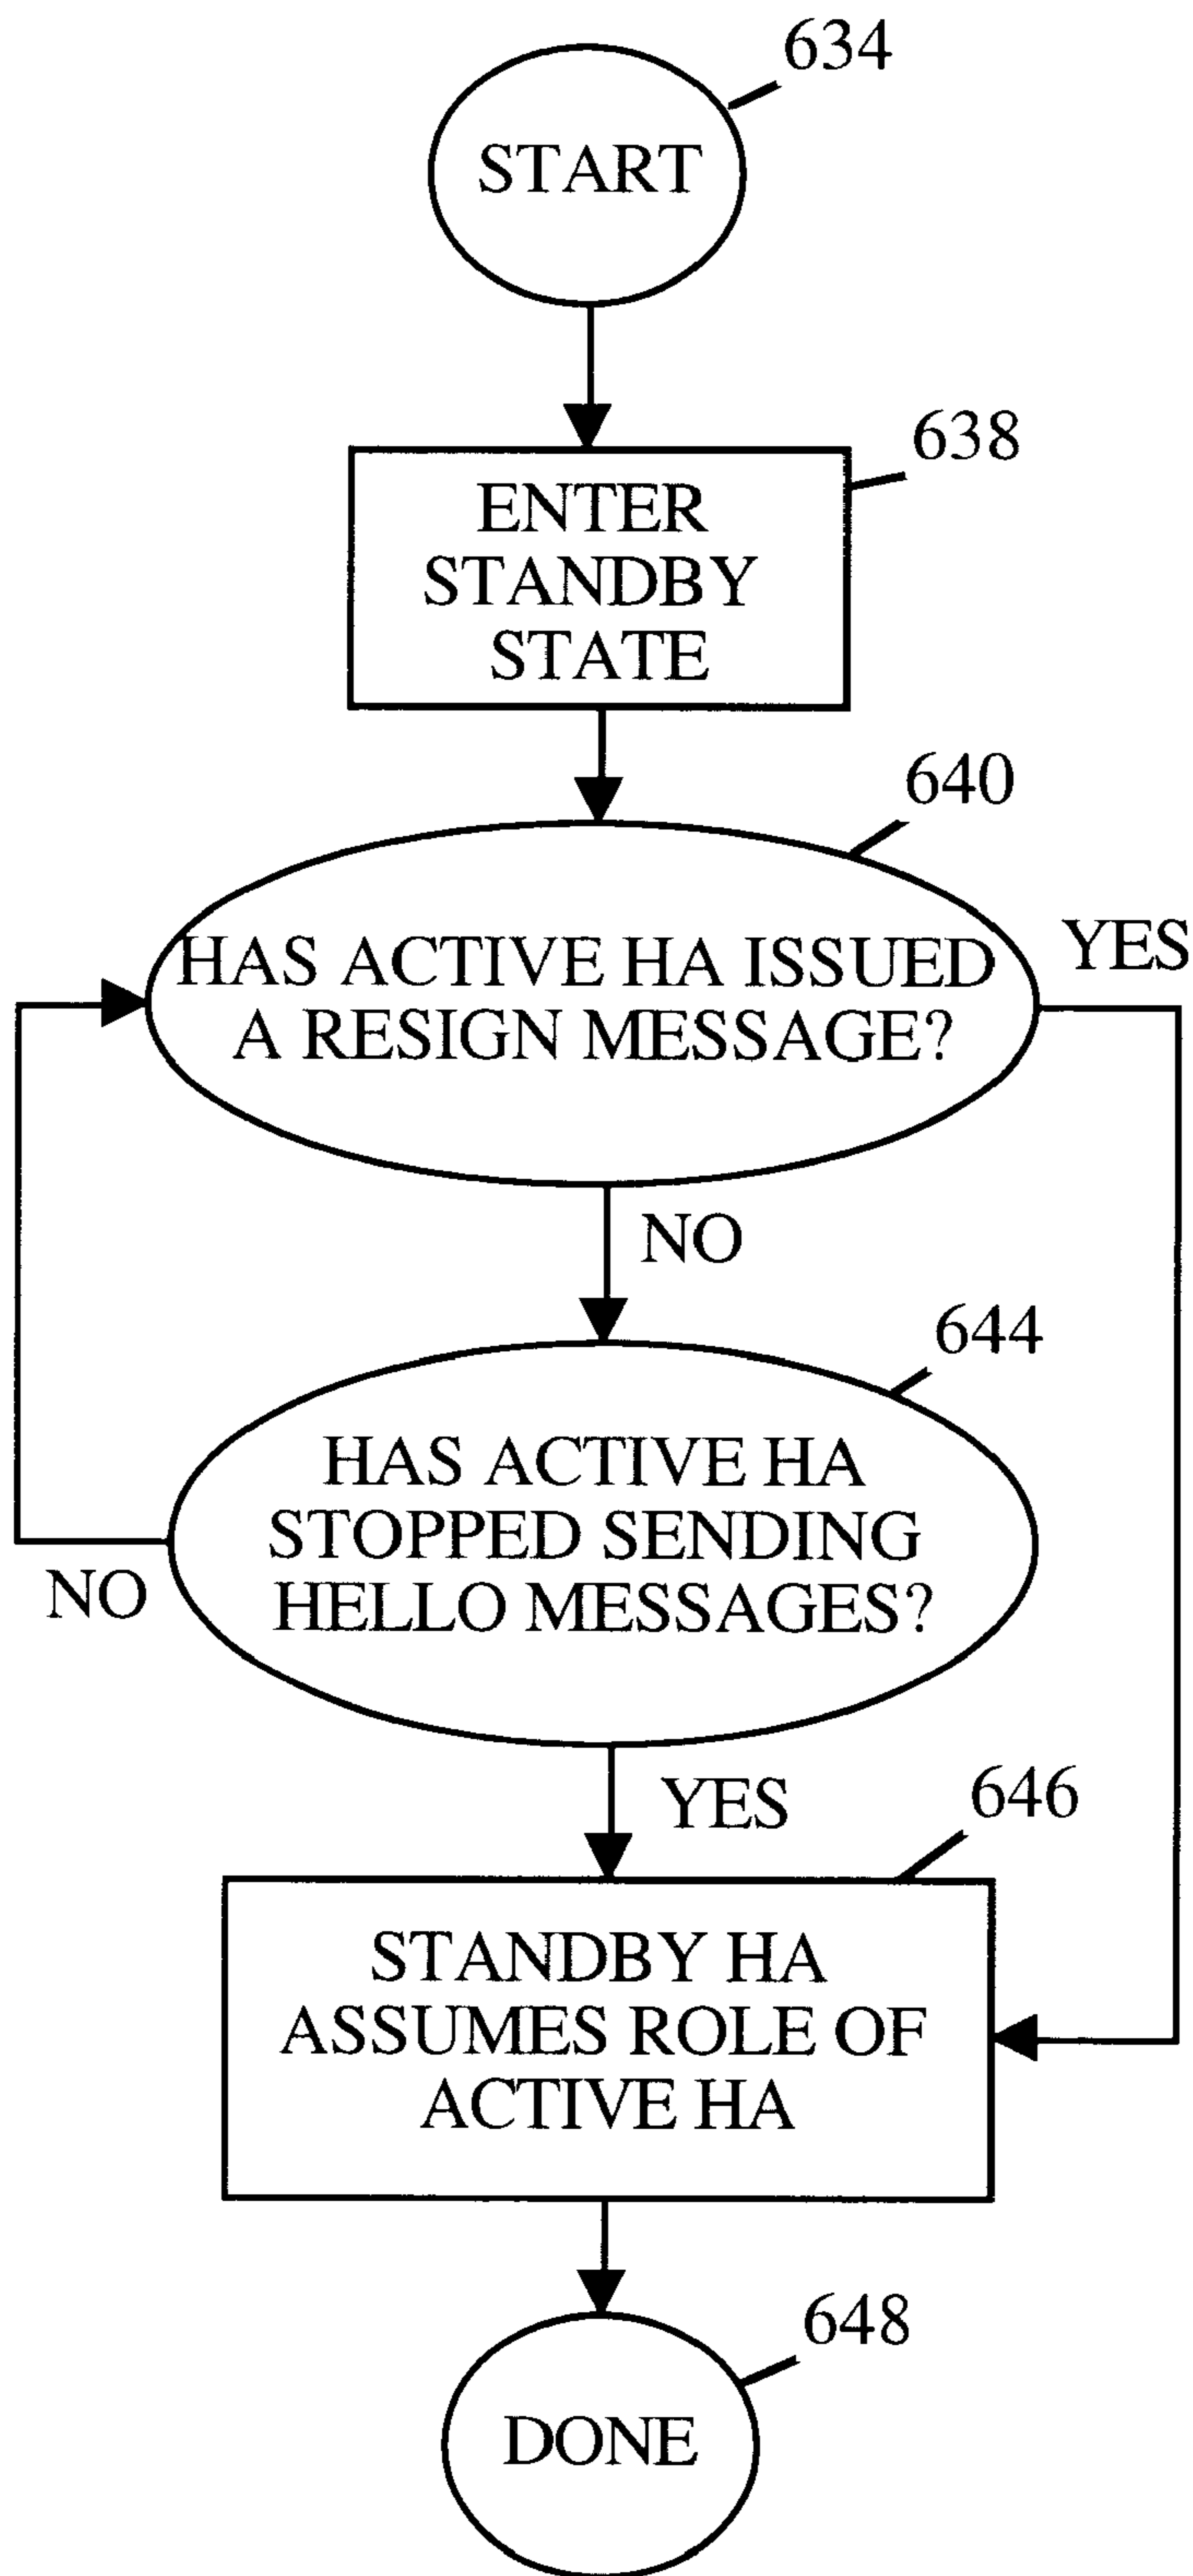 634
START
638
ENTER
STANDBY
STATE
640
HAS ACTIVE HA ISSUED
A RESIGN MESSAGE?
YES
NO
644
HAS ACTIVE HA
STOPPED SENDING
HELLO MESSAGES?
NO
YES
646
STANDBY HA
ASSUMES ROLE OF
ACTIVE HA
648
DONE